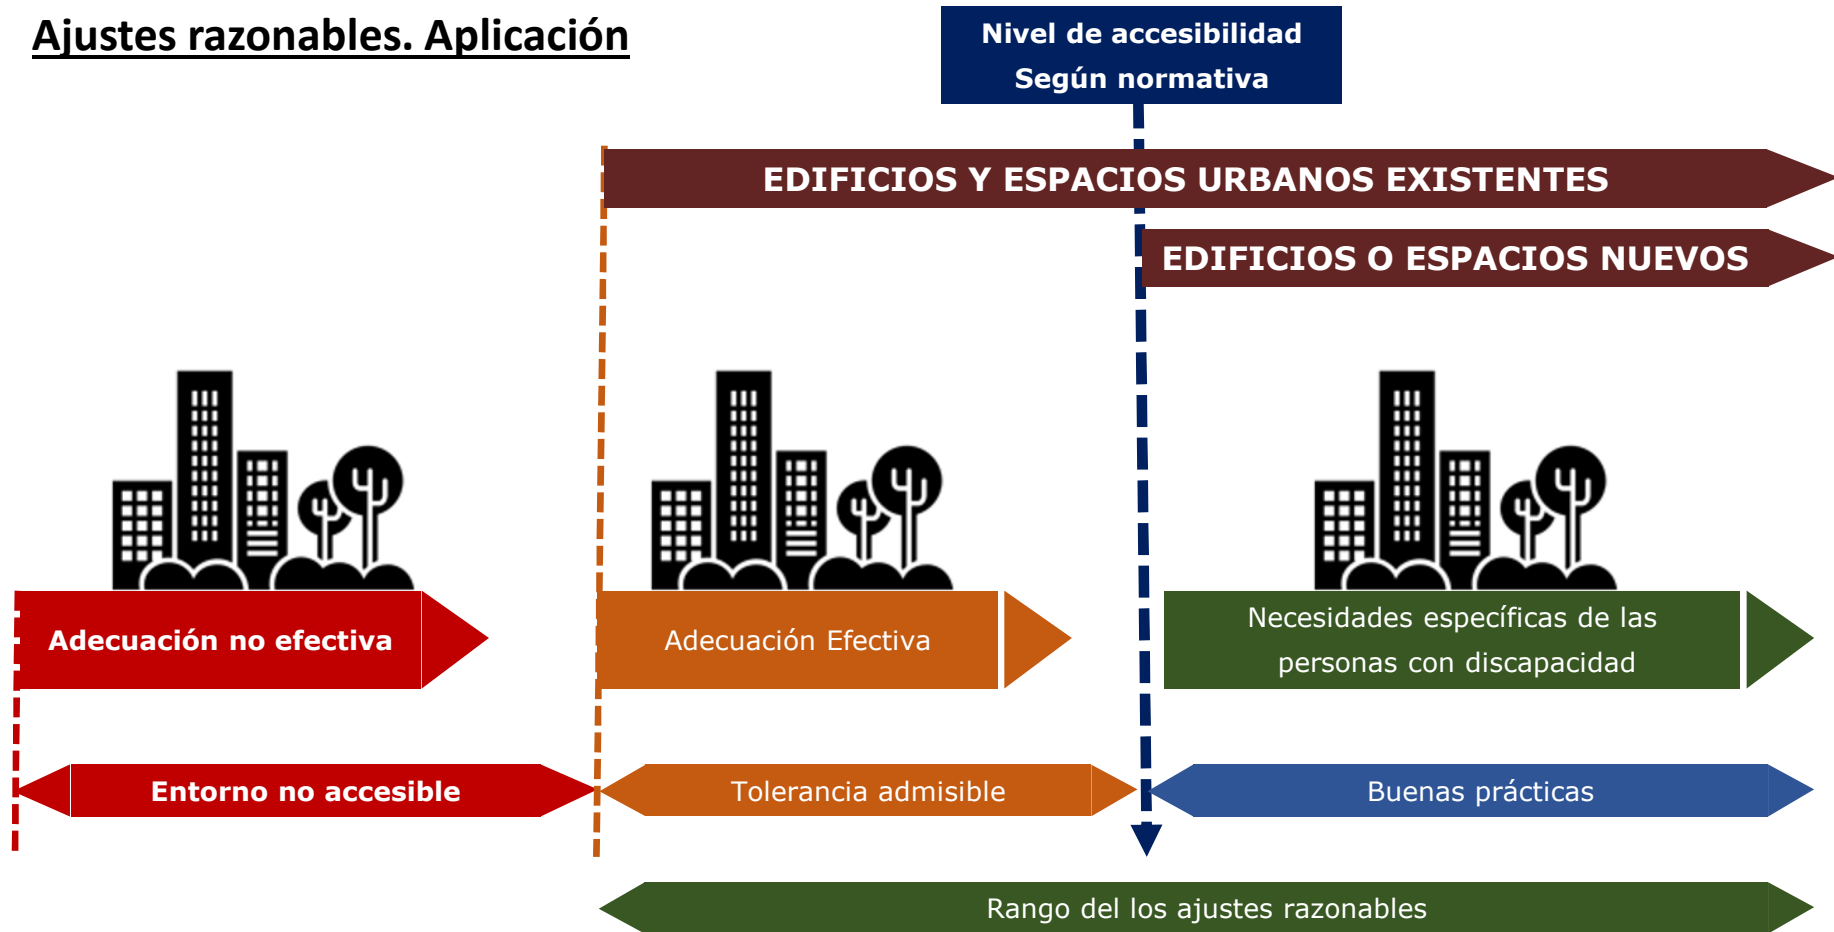 Ajustes razonables. Aplicación
Nivel de accesibilidad
Según normativa
EDIFICIOS Y ESPACIOS URBANOS EXISTENTES
EDIFICIOS O ESPACIOS NUEVOS
Adecuación no efectiva
Adecuación Efectiva
Necesidades específicas de las
personas con discapacidad
Entorno no accesible
Tolerancia admisible
Buenas prácticas
Rango del los ajustes razonables